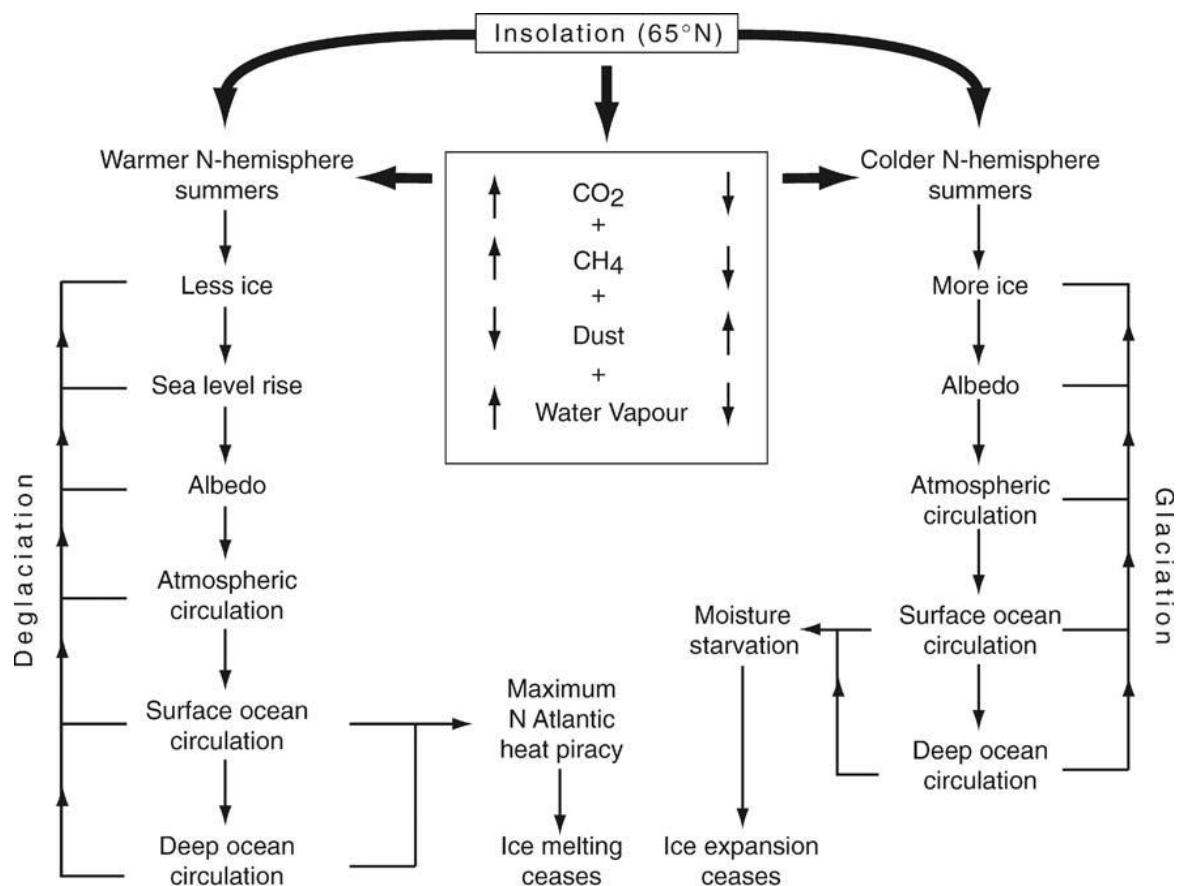 Insolation (65°N)
Warmer N-hemisphere
summers
Less ice
Sea level rise
Albedo
Atmospheric
circulation
Surface ocean
circulation
Deep ocean
circulation
Deglaciation
CO2
+
CH4
+
Dust
+
Water Vapour
Maximum
N Atlantic
heat piracy
Ice melting
ceases
Moisture
starvation
Ice expansion
ceases
Colder N-hemisphere
summers
More ice
Albedo
Atmospheric
circulation
Surface ocean
circulation
Deep ocean
circulation
Glaciation